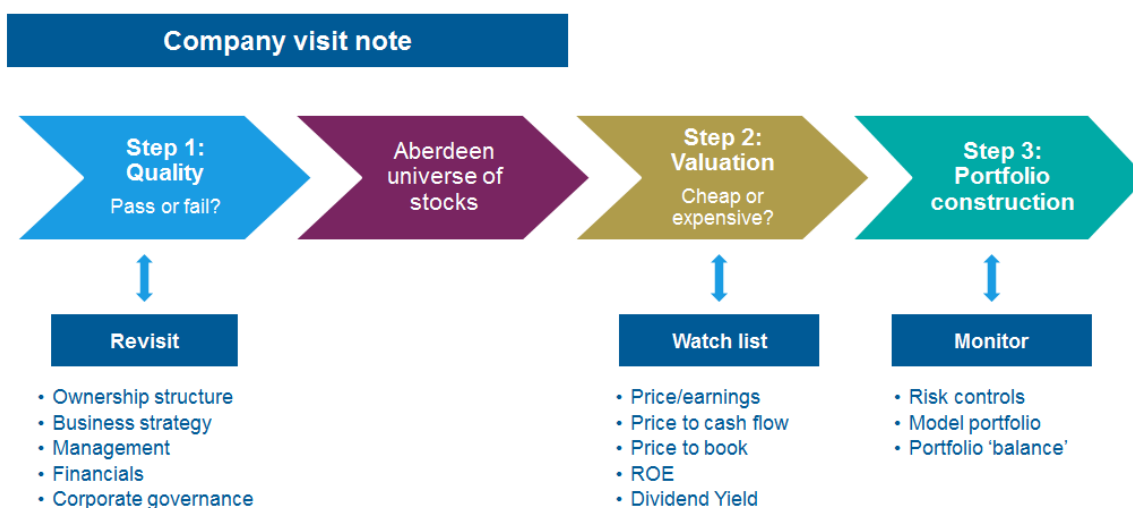 Company visit note
Step 1:
Quality
Pass or fail?
Aberdeen
universe of
stocks
Step 2:
Valuation
Cheap or
expensive?
Step 3:
Portfolio
construction
Revisit
• Ownership structure
• Business strategy
• Management
• Financials
• Corporate governance
Watch list
• Price/earnings
• Price to cash flow
• Price to book
• ROE
• Dividend Yield
Monitor
• Risk controls
• Model portfolio
• Portfolio ‘balance’